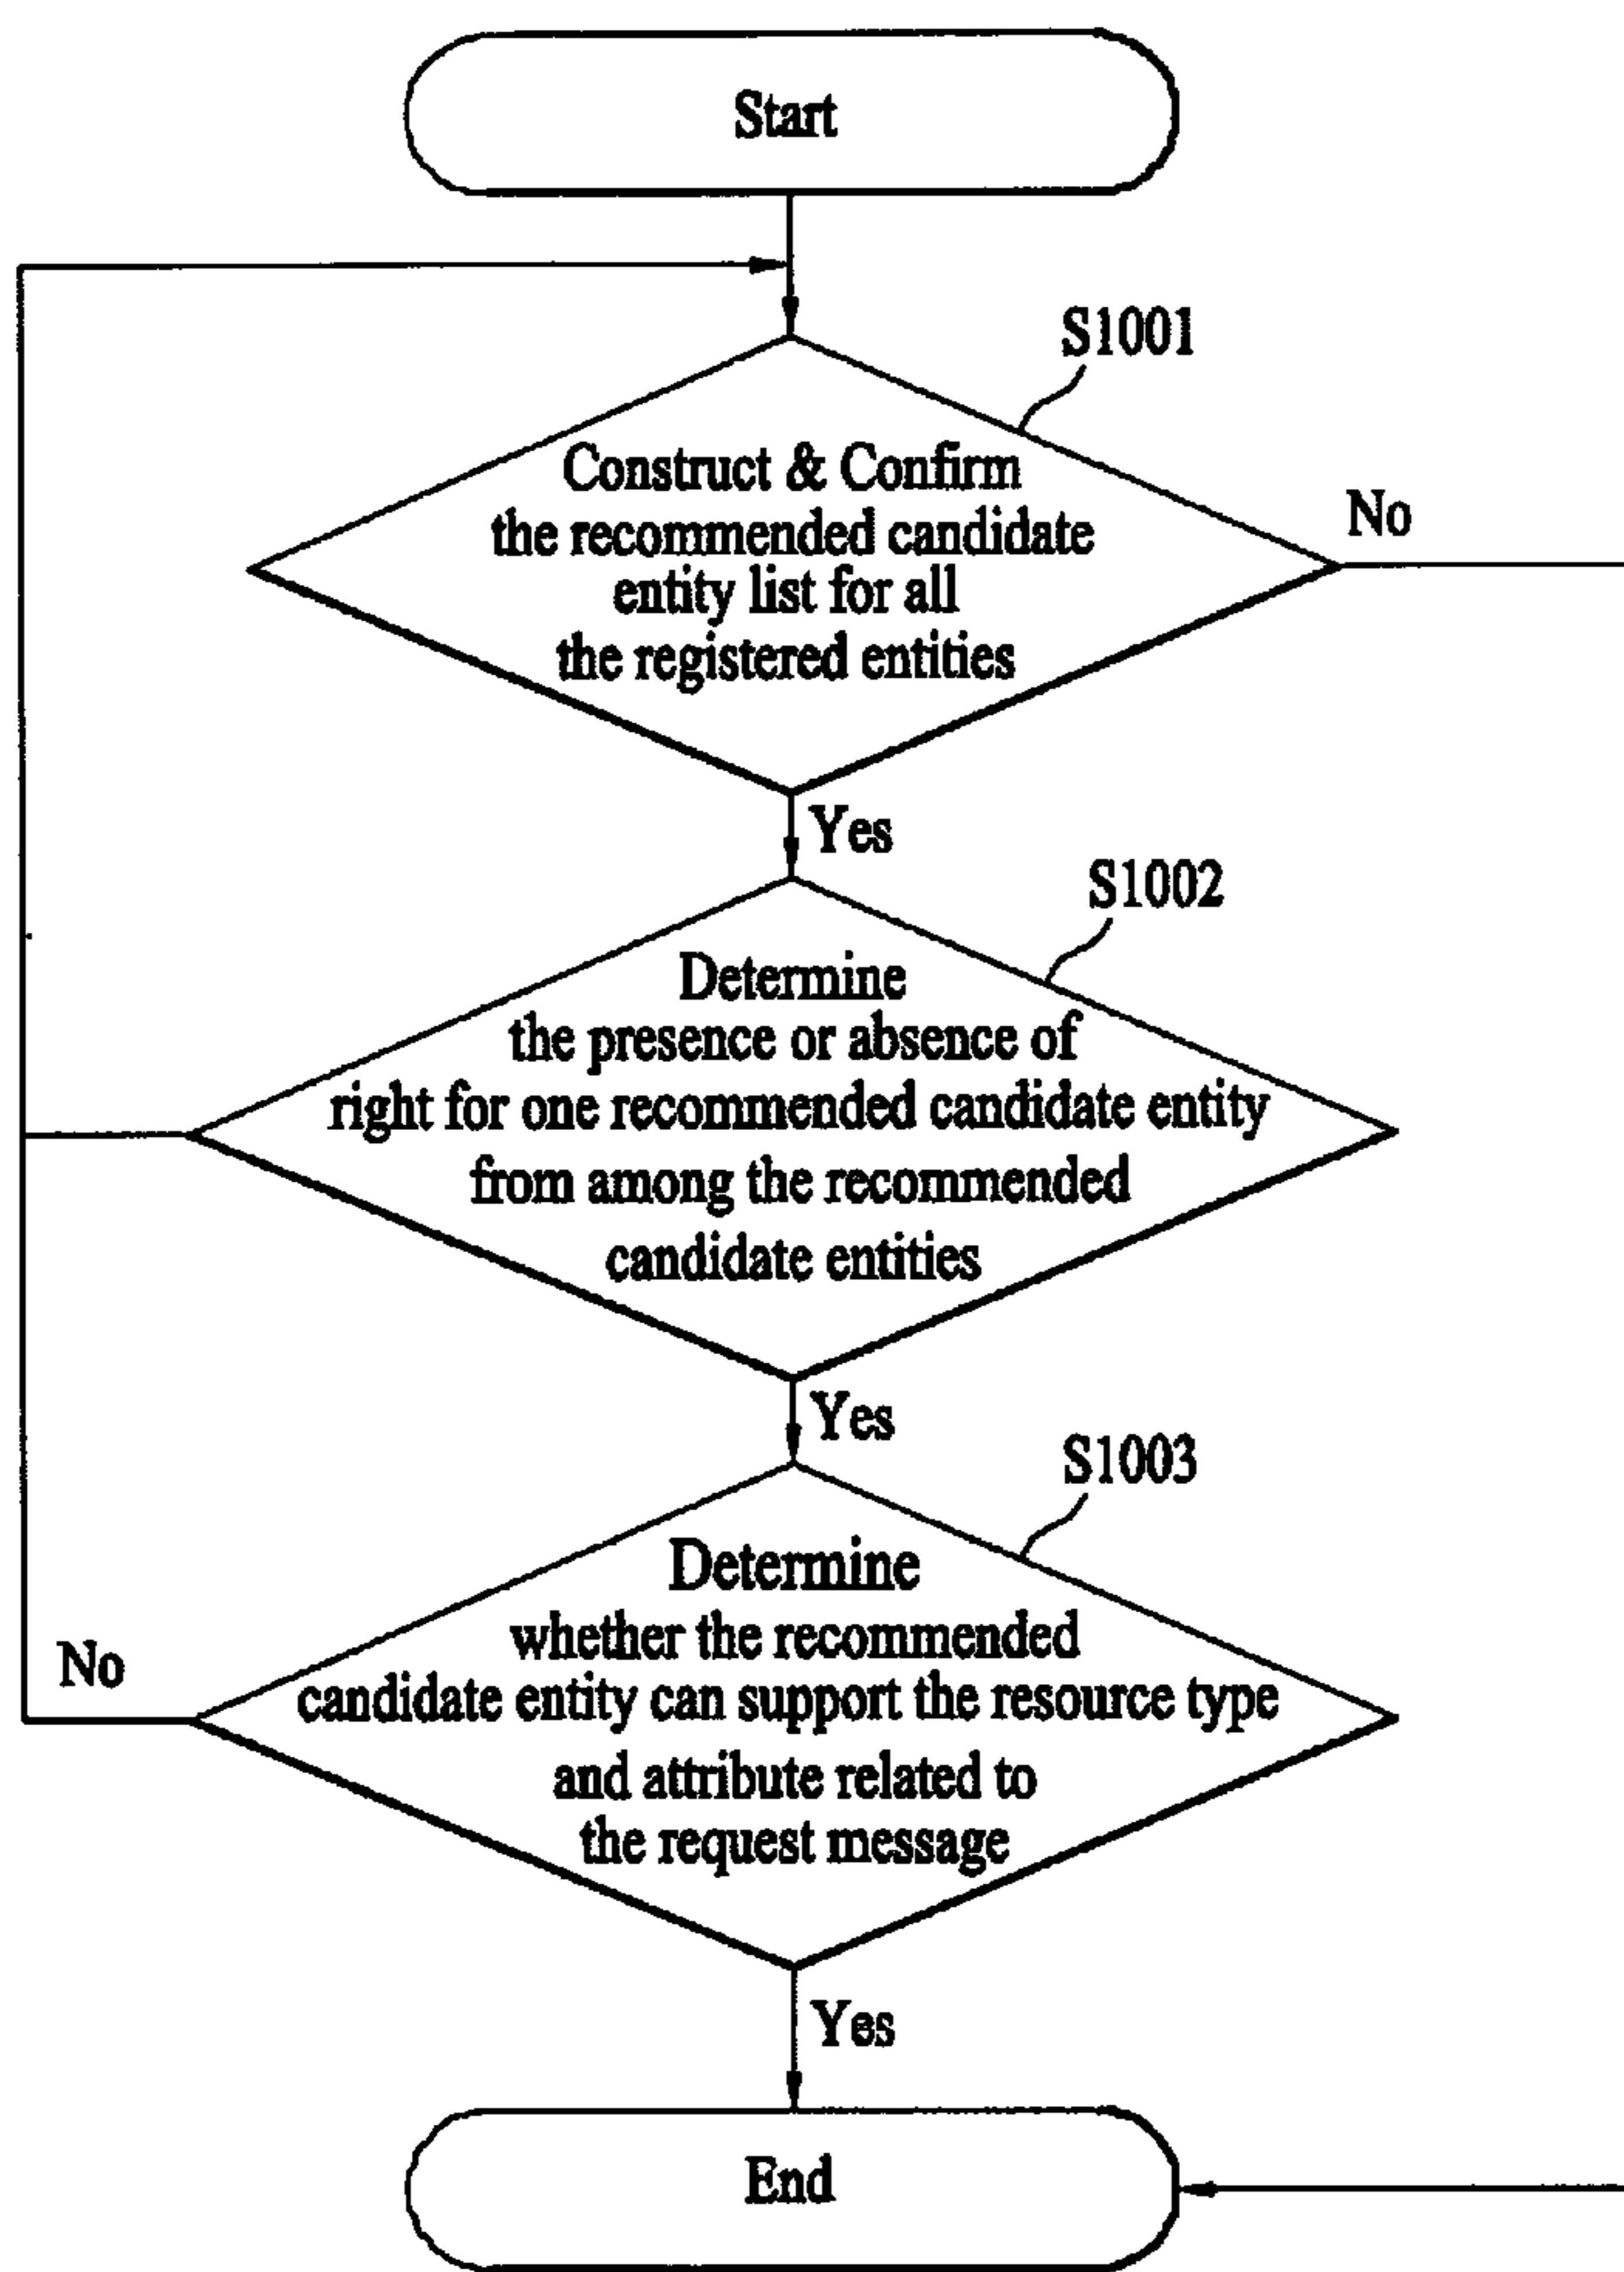 Start
S1001
Construct & Confirm
the recommended candidate
entity list for all
the registered entities
No
Yes
S1002
Determine
the presence or absence of
right for one recommended candidate entity
from among the recommended
candidate entities
Yes
S1003
Determine
whether the recommended
candidate entity can support the resource type
and attribute related to
the request message
No
Yes
End